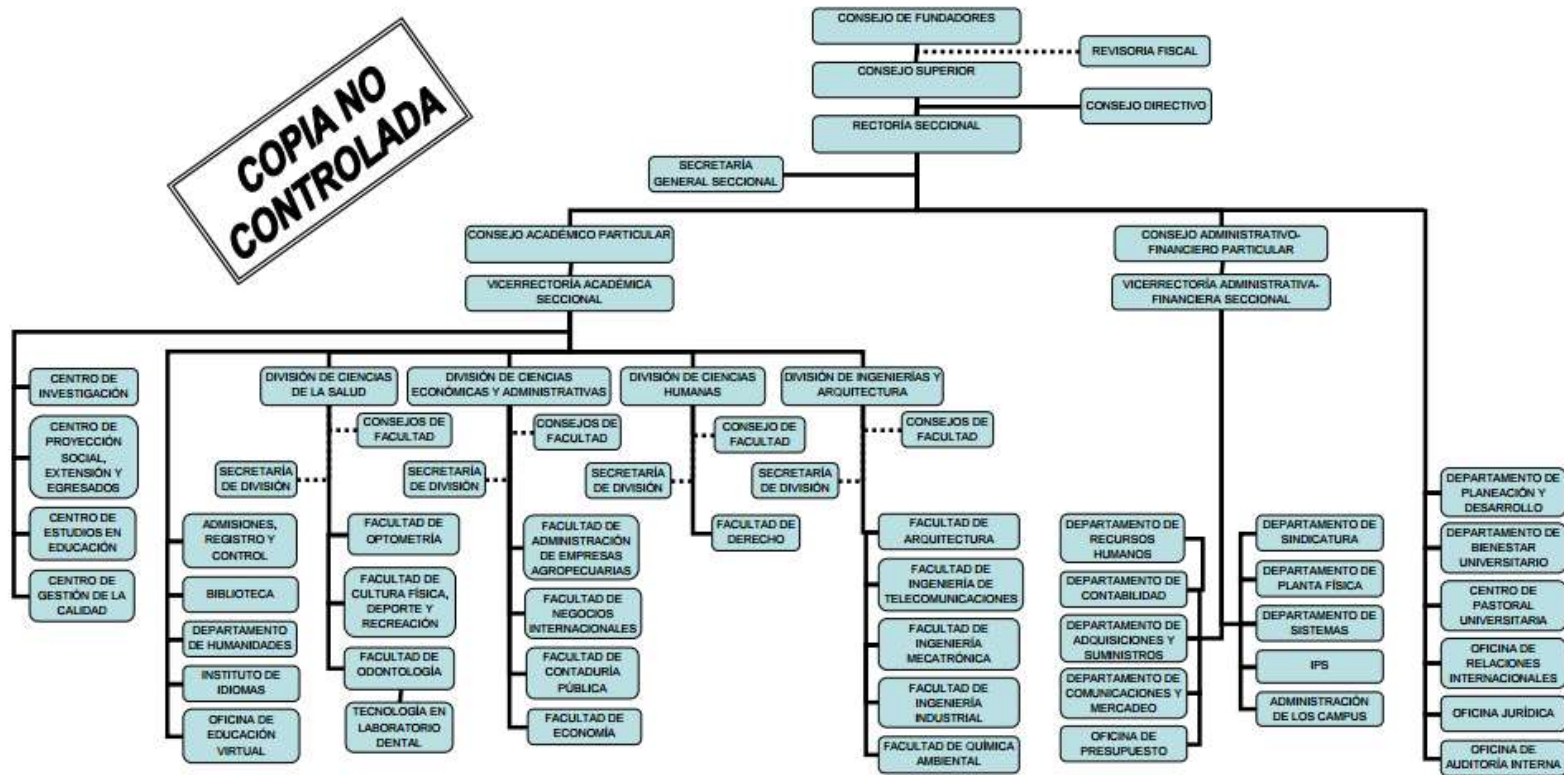 CONSEJO DE FUNDADORES
REVISORIA FISCAL
CONSEJO SUPERIOR
CONSEJO DIRECTIVO
RECTORÍA SECCIONAL
SECRETARÍA
GENERAL SECCIONAL
COPIA NO
CONTROLADA
CONSEJO ACADÉMICO PARTICULAR
CONSEJO ADMINISTRATIVO-
FINANCIERO PARTICULAR
VICERRECTORÍA ACADÉMICA
SECCIONAL
VICERRECTORÍA ADMINISTRATIVA-
FINANCIERA SECCIONAL
CENTRO DE
INVESTIGACIÓN
CENTRO DE
PROYECCIÓN
SOCIAL,
EXTENSIÓN Y
EGRESADOS
CENTRO DE
ESTUDIOS EN
EDUCACIÓN
CENTRO DE
GESTIÓN DE LA
CALIDAD
ADMISIONES,
REGISTRO Y
CONTROL
BIBLIOTECA
DEPARTAMENTO
DE HUMANIDADES
INSTITUTO DE
IDIOMAS
OFICINA DE
EDUCACIÓN
VIRTUAL
DIVISIÓN DE CIENCIAS
DE LA SALUD
CONSEJOS DE
FACULTAD
SECRETARÍA
DE DIVISIÓN
FACULTAD DE
OPTOMETRÍA
FACULTAD DE
CULTURA FÍSICA,
DEPORTE Y
RECREACIÓN
FACULTAD DE
ODONTOLOGÍA
TECNOLOGÍA EN
LABORATORIO
DENTAL
DIVISIÓN DE CIENCIAS
ECONÓMICAS Y ADMINISTRATIVAS
CONSEJOS DE
FACULTAD
SECRETARÍA
DE DIVISIÓN
FACULTAD DE
ADMINISTRACIÓN
DE EMPRESAS
AGROPECUARIAS
FACULTAD DE
NEGOCIOS
INTERNACIONALES
FACULTAD DE
CONTADURÍA
PÚBLICA
FACULTAD DE
ECONOMÍA
DIVISIÓN DE CIENCIAS
HUMANAS
CONSEJO DE
FACULTAD
SECRETARÍA
DE DIVISIÓN
FACULTAD DE
DERECHO
DIVISIÓN DE INGENIERÍAS Y
ARQUITECTURA
CONSEJOS DE
FACULTAD
SECRETARÍA
DE DIVISIÓN
FACULTAD DE
ARQUITECTURA
FACULTAD DE
INGENIERÍA DE
TELECOMUNICACIONES
FACULTAD DE
INGENIERÍA
MECATRÓNICA
FACULTAD DE
INGENIERÍA
INDUSTRIAL
FACULTAD DE QUÍMICA
AMBIENTAL
DEPARTAMENTO DE
RECURSOS
HUMANOS
DEPARTAMENTO DE
CONTABILIDAD
DEPARTAMENTO DE
ADQUISICIONES Y
SUMINISTROS
DEPARTAMENTO DE
COMUNICACIONES Y
MERCADEO
OFICINA DE
PRESUPUESTO
DEPARTAMENTO DE
SINDICATURA
DEPARTAMENTO DE
PLANTA FÍSICA
DEPARTAMENTO DE
SISTEMAS
IPS
ADMINISTRACIÓN
DE LOS CAMPUS
DEPARTAMENTO DE
PLANEACIÓN Y
DESARROLLO
DEPARTAMENTO DE
BIENESTAR
UNIVERSITARIO
CENTRO DE
PASTORAL
UNIVERSITARIA
OFICINA DE
RELACIONES
INTERNACIONALES
OFICINA JURÍDICA
OFICINA DE
AUDITORÍA INTERNA